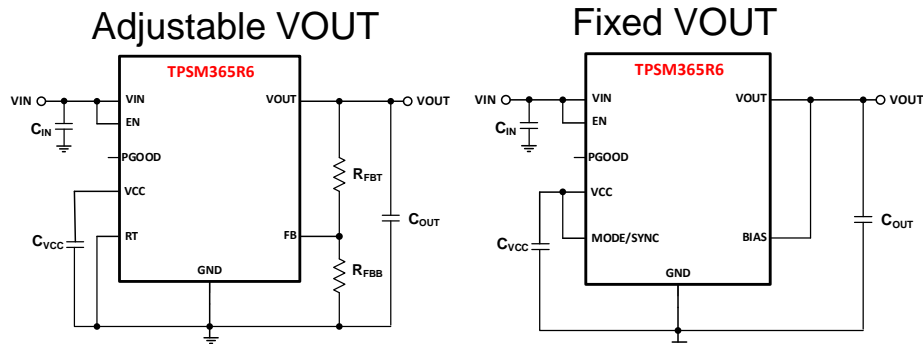 Adjustable VOUT
TPSM365R6
VIN
VIN
EN
CIN
PGOOD
VCC
CVCC
RT
GND
VOUT
VOUT
RFBT
FB
RFBB
COUT
Fixed VOUT
TPSM365R6
VIN
VIN
EN
CIN
PGOOD
VCC
CVCC
MODE/SYNC
GND
VOUT
VOUT
BIAS
COUT